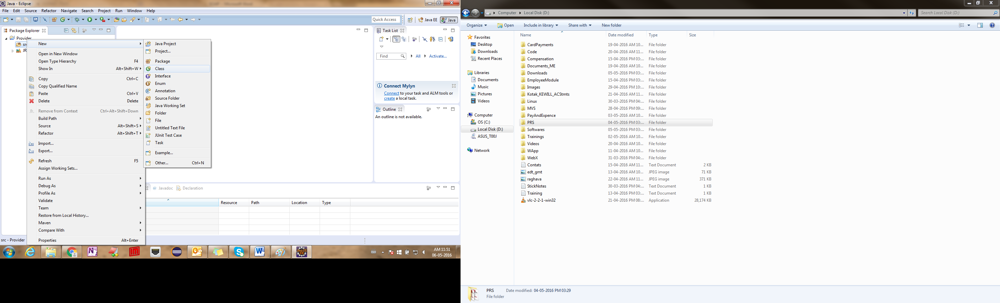 Java - Eclipse
File Edit Source Refactor Navigate Search Project Run Window Help
Quick Access Java EE Java
Package Explorer
Provider
New
Open in New Window
Open Type Hierarchy F4
Show In Alt+Shift+W
Copy Ctrl+C
Copy Qualified Name
Paste Ctrl+V
Delete Delete
Remove from Context Ctrl+Alt+Shift+Down
Build Path
Source Alt+Shift+S
Refactor Alt+Shift+T
Import...
Export...
Refresh F5
Assign Working Sets...
Run As
Debug As
Profile As
Validate
Team
Restore from Local History...
Maven
Compare With
Properties Alt+Enter
Java Project
Project...
Package
Class
Interface
Enum
Annotation
Source Folder
Java Working Set
Folder
File
Untitled Text File
JUnit Test Case
Task
Example...
Other... Ctrl+N
Task List
Find All Activate...
Connect Mylyn
Connect to your task and ALM tools or
create a local task.
Outline
An outline is not available.
@ Javadoc Declaration
Resource Path Location Type
src - Provider
AM 11:51
06-05-2016
Computer Local Disk (D:)
Search Local Disk (D:)
Organize Open Include in library Share with New folder
Favorites
Desktop
Downloads
Recent Places
Libraries
Documents
Music
Pictures
Videos
Computer
OS (C:)
Local Disk (D:)
ASUS_T00J
Network
Name Date modified Type Size
CardPayments 19-04-2016 AM 10... File folder
Code 20-04-2016 AM 11... File folder
Compensation 15-04-2016 PM 03:... File folder
Documents_ME 19-04-2016 AM 10... File folder
Downloads 05-05-2016 PM 03:... File folder
EmployeeModule 15-04-2016 PM 03:... File folder
Images 29-04-2016 PM 10:... File folder
Kotak_KEWILL_ACStmts 21-04-2016 AM 11... File folder
Linux 30-03-2016 PM 04:... File folder
MVS 28-04-2016 PM 09:... File folder
PayAndExpence 03-05-2016 AM 10... File folder
PRS 04-05-2016 PM 03:... File folder
Softwares 05-05-2016 PM 03:... File folder
Trainings 02-05-2016 AM 10... File folder
Videos 20-04-2016 AM 10... File folder
WApp 11-04-2016 AM 10... File folder
WebX 31-03-2016 PM 04:... File folder
Contats 15-04-2016 AM 11... Text Document 2 KB
edt_gmt 13-04-2016 AM 10... JPEG image 71 KB
raghava 22-04-2016 AM 11... JPEG image 371 KB
StickNotes 30-03-2016 PM 04:... Text Document 1 KB
Training 13-04-2016 PM 03:... Text Document 1 KB
vlc-2-2-1-win32 21-04-2016 PM 08:... Application 28,174 KB
PRS Date modified: 04-05-2016 PM 03:29
File folder